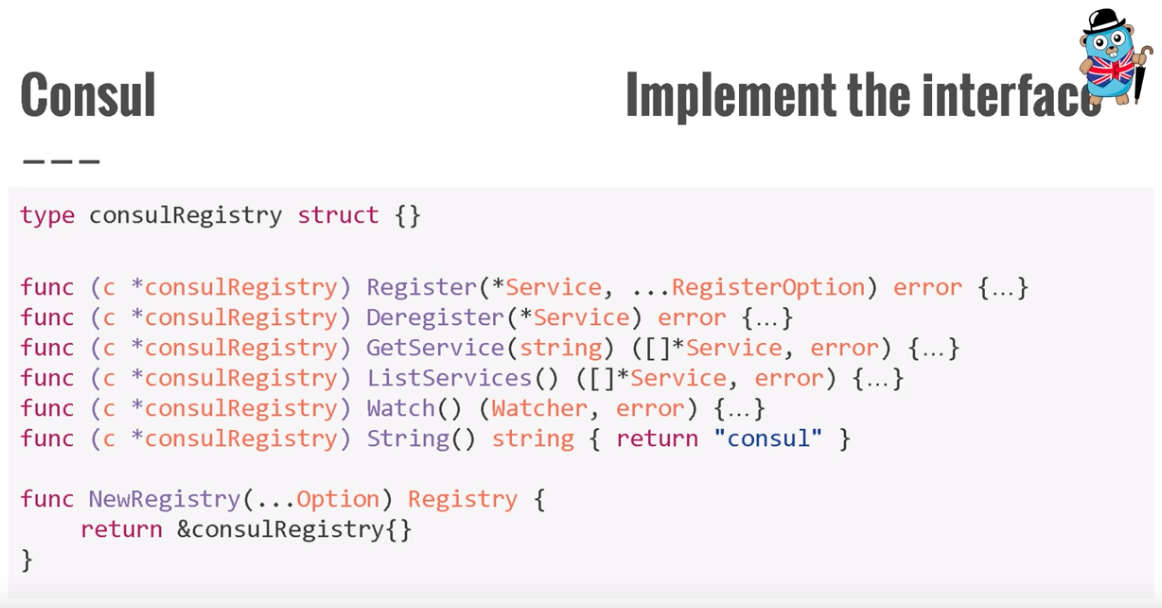 Consul
Implement the interface
———
type consulRegistry struct {}
func (c *consulRegistry) Register(*Service, ...RegisterOption) error {…}
func (c *consulRegistry) Deregister(*Service) error {…}
func (c *consulRegistry) GetService(string) ([]*Service, error) {…}
func (c *consulRegistry) ListServices() ([]*Service, error) {…}
func (c *consulRegistry) Watch() (Watcher, error) {…}
func (c *consulRegistry) String() string { return "consul" }
func NewRegistry(...Option) Registry {
    return &consulRegistry{}
}